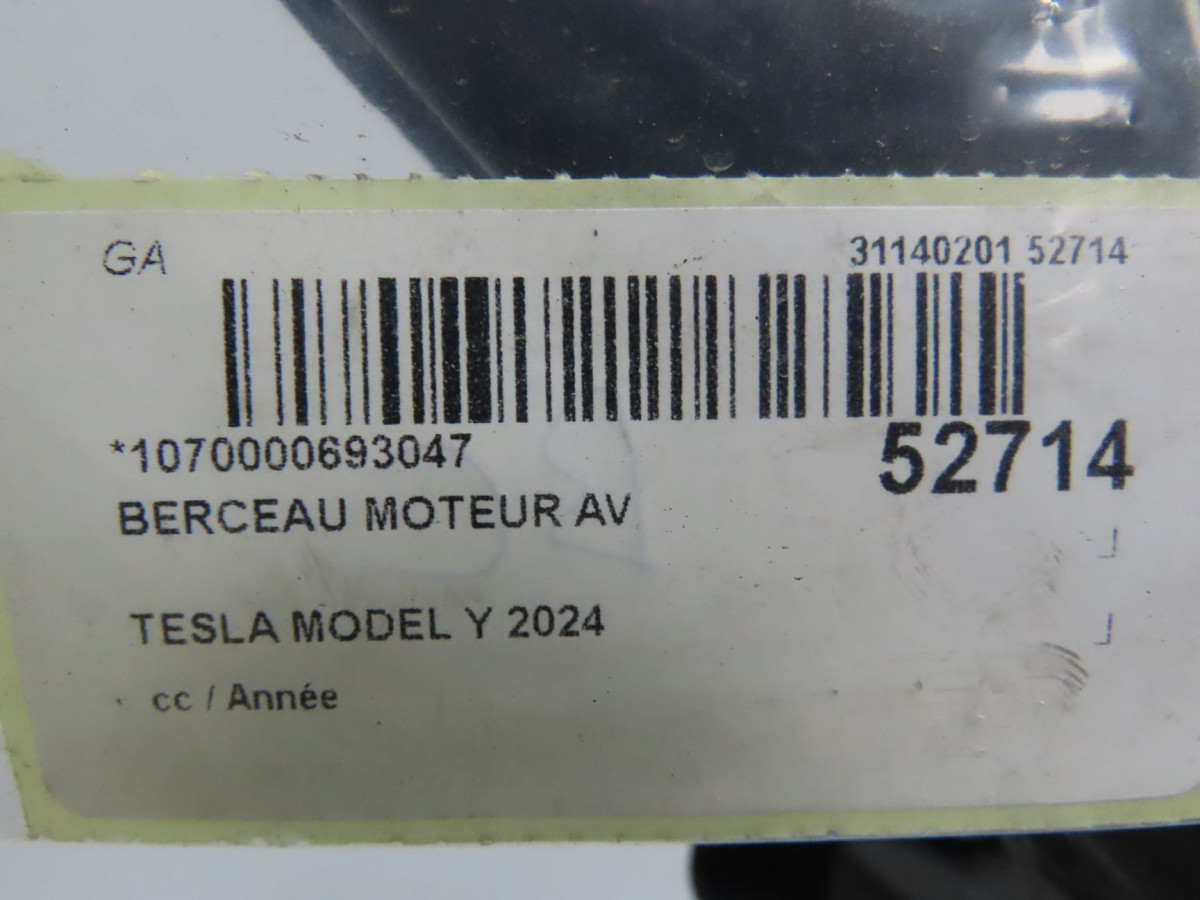 GA
31140201 52714
*1070000693047
52714
BERCEAU MOTEUR AV
TESLA MODEL Y 2024
cc / Année